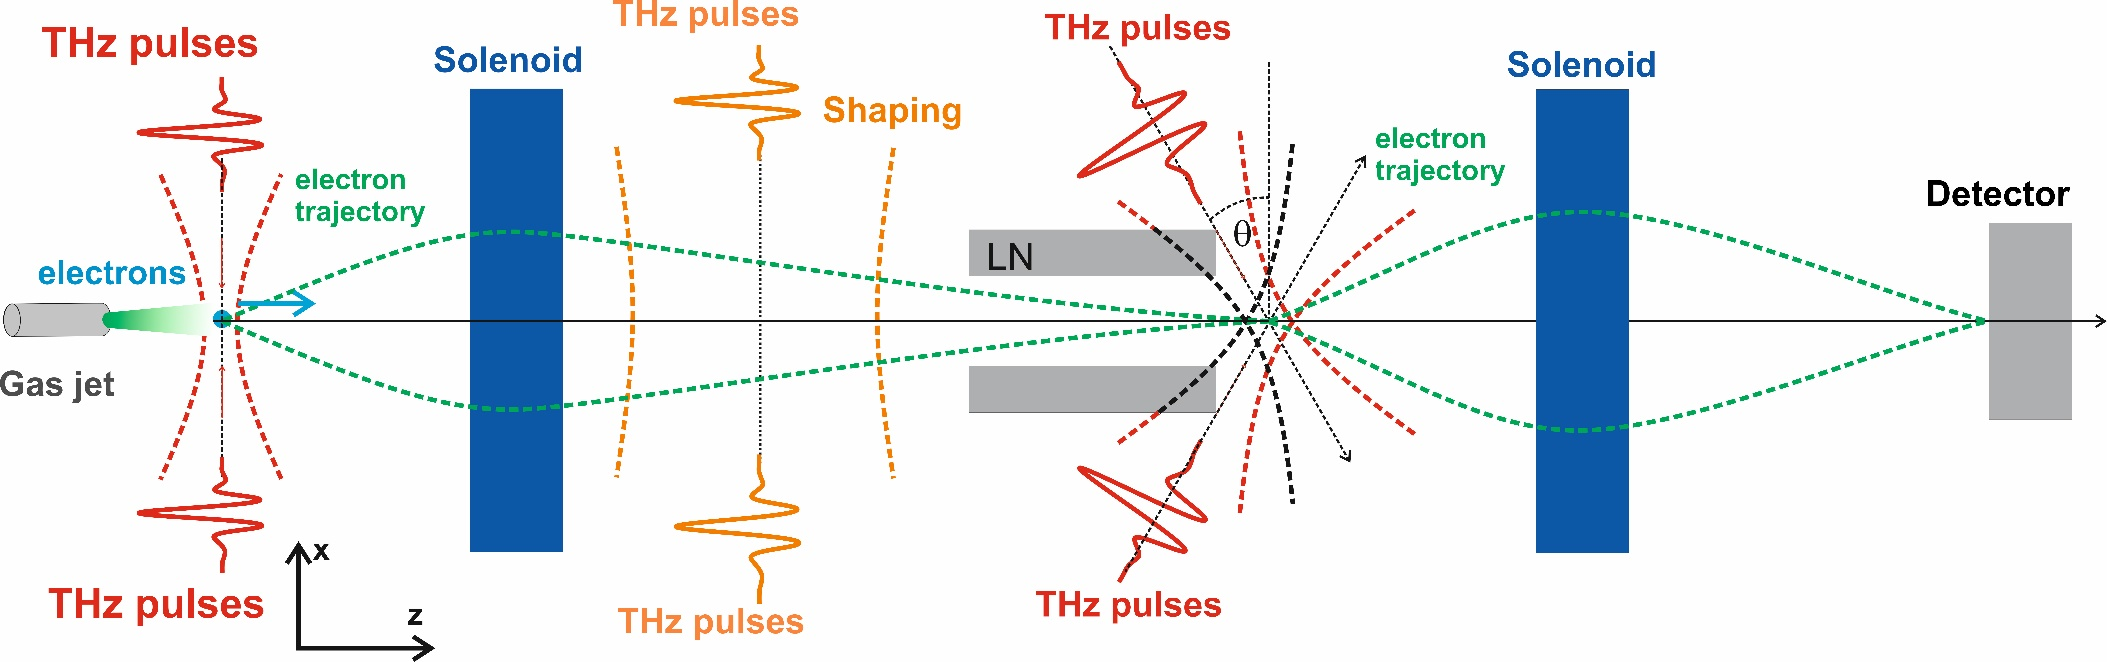 THz pulses
THz pulses
THz pulses
Solenoid
Solenoid
Shaping
electron
trajectory
electron
trajectory
Detector
electrons
LN
θ
Gas jet
x
z
THz pulses
THz pulses
THz pulses